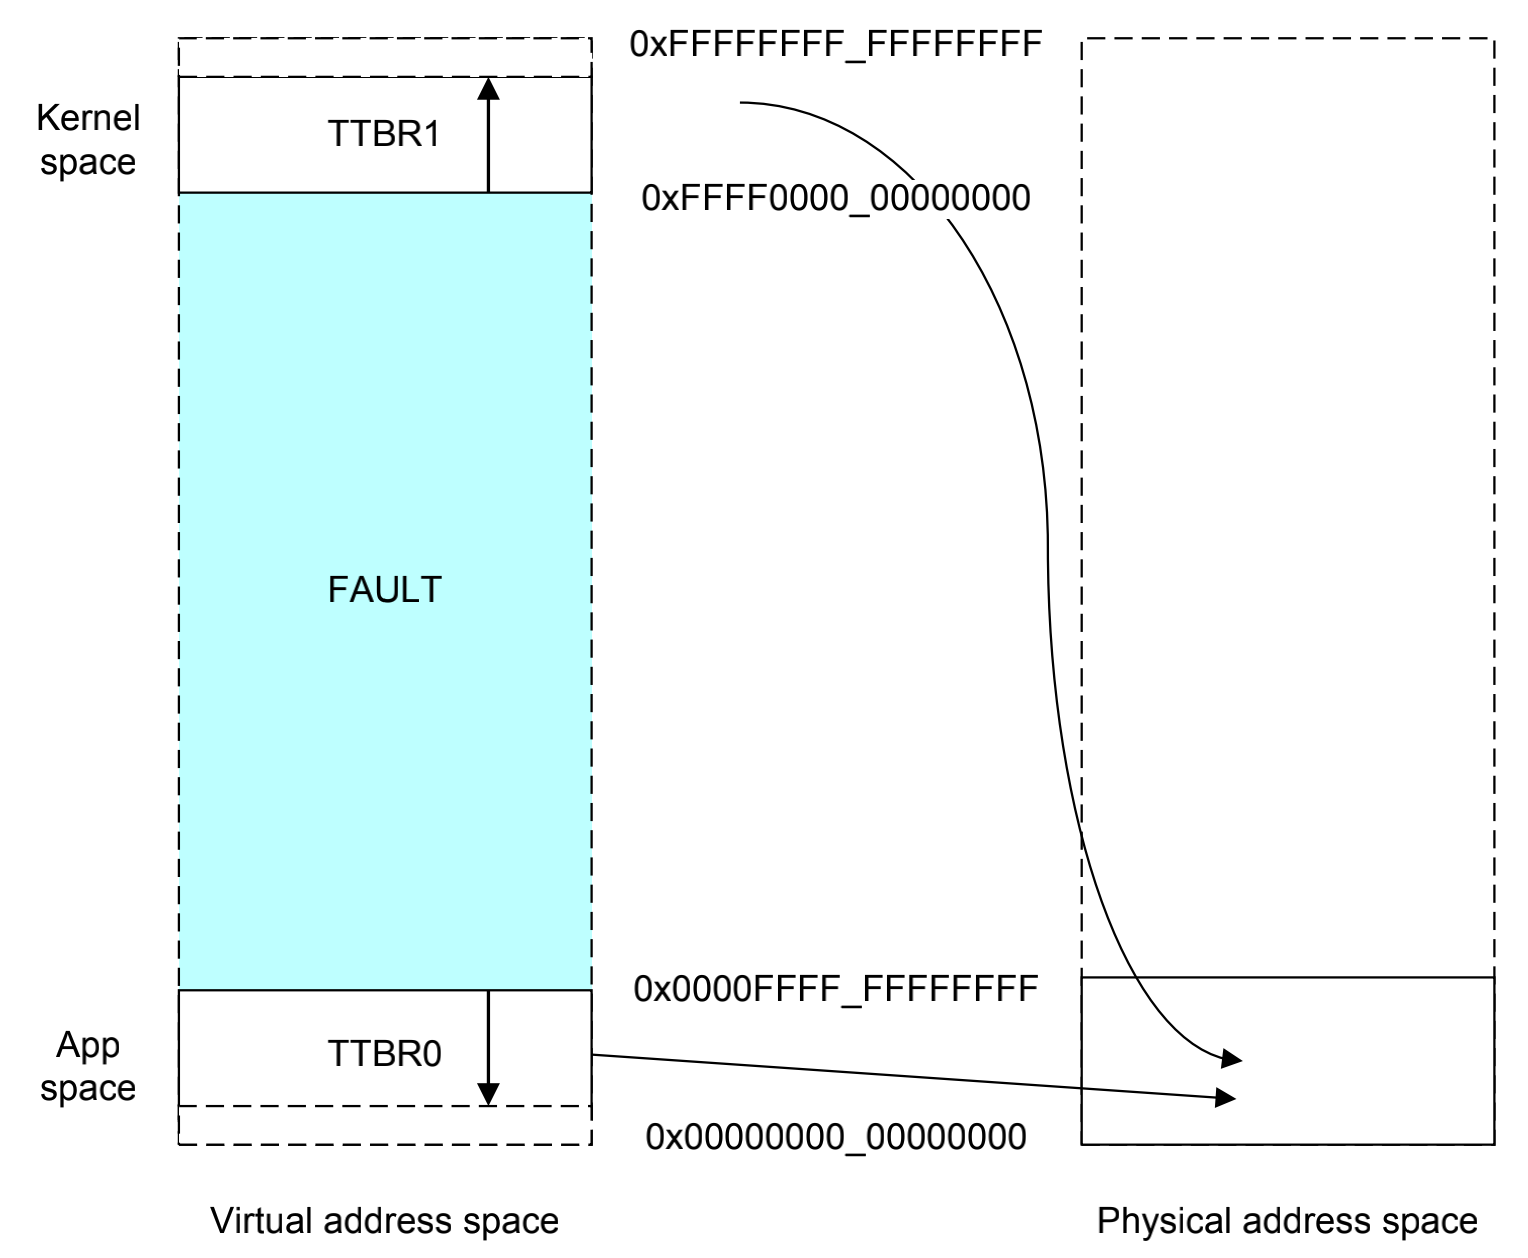 0xFFFFFFFF_FFFFFFFF
Kernel
space
TTBR1
0xFFFF0000_00000000
FAULT
0x0000FFFF_FFFFFFFF
App
space
TTBR0
0x00000000_00000000
Virtual address space
Physical address space